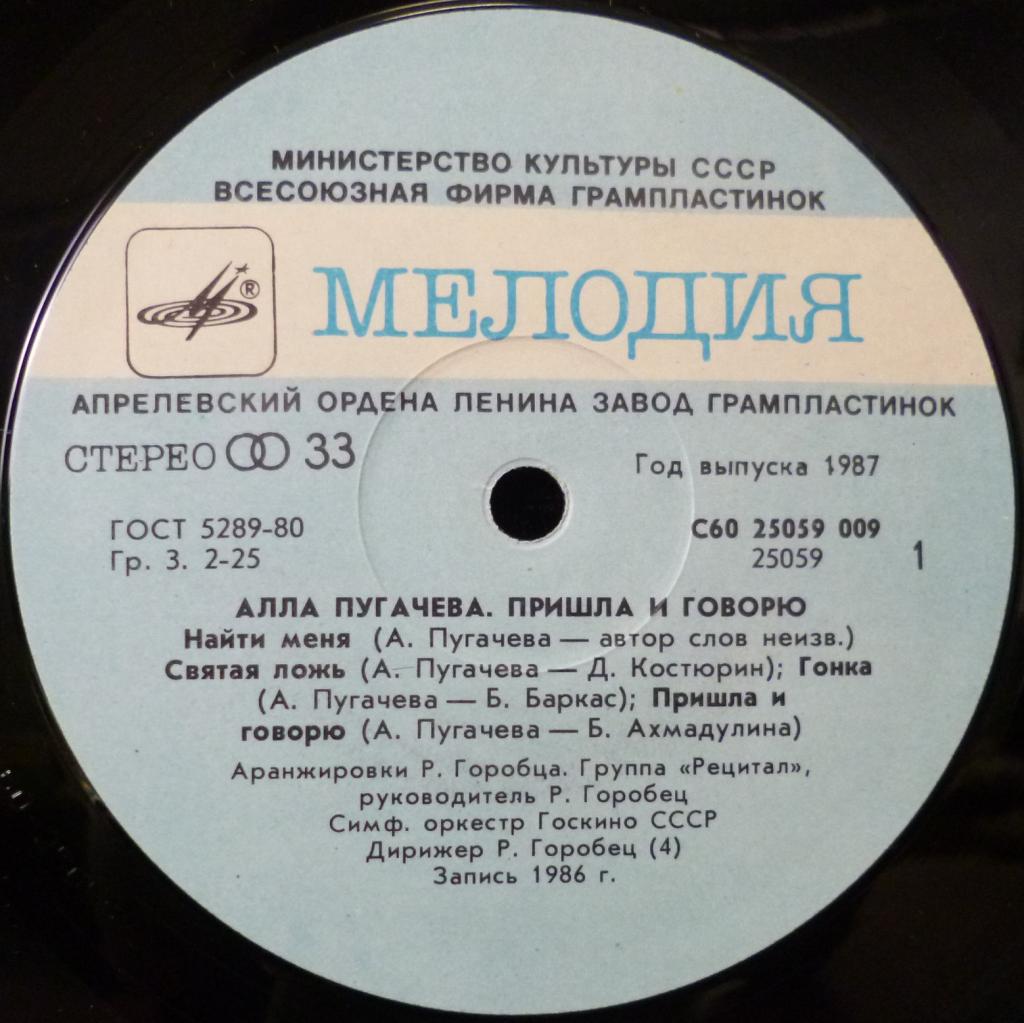 МИНИСТЕРСТВО КУЛЬТУРЫ СССР
ВСЕСОЮЗНАЯ ФИРМА ГРАМПЛАСТИНОК
® МЕЛОДИЯ
АПРЕЛЕВСКИЙ ОРДЕНА ЛЕНИНА ЗАВОД ГРАМПЛАСТИНОК
СТЕРЕО 33 Год выпуска 1987
ГОСТ 5289-80 С60 25059 009
Гр. 3. 2-25 25059 1
АЛЛА ПУГАЧЕВА. ПРИШЛА И ГОВОРЮ
Найти меня (А. Пугачева — автор слов неизв.)
Святая ложь (А. Пугачева — Д. Костюрин); Гонка
(А. Пугачева — Б. Баркас); Пришла и
говорю (А. Пугачева — Б. Ахмадулина)
Аранжировки Р. Горобца. Группа «Рецитал»,
руководитель Р. Горобец
Симф. оркестр Госкино СССР
Дирижер Р. Горобец (4)
Запись 1986 г.